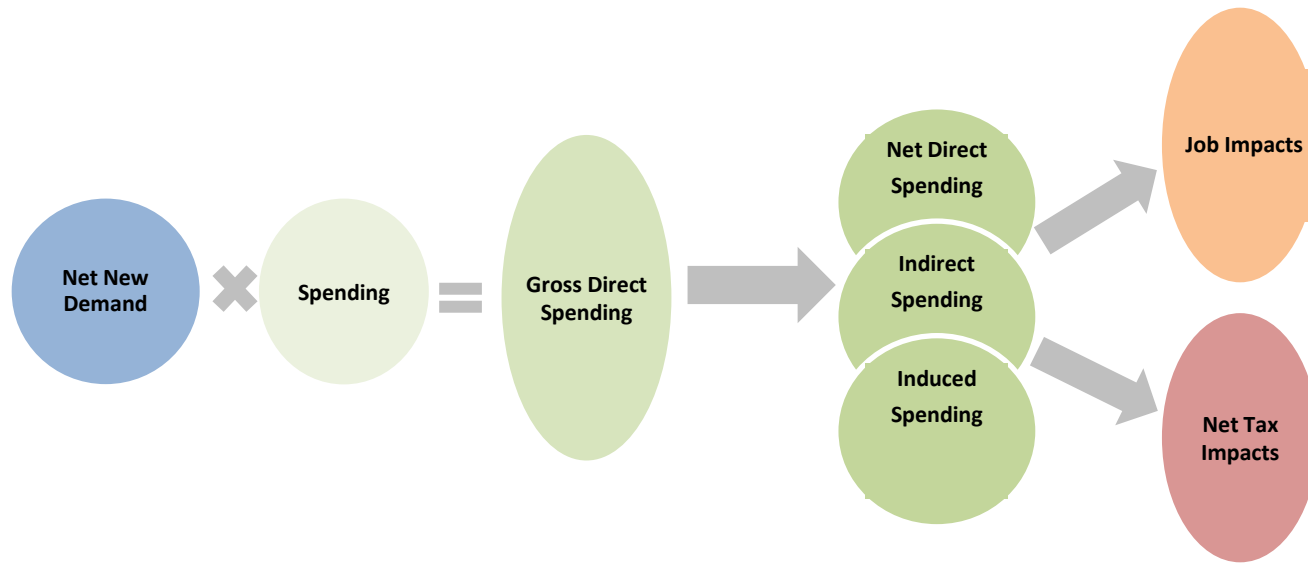 Net New
Demand
Spending
Gross Direct
Spending
Net Direct
Spending
Indirect
Spending
Induced
Spending
Job Impacts
Net Tax
Impacts